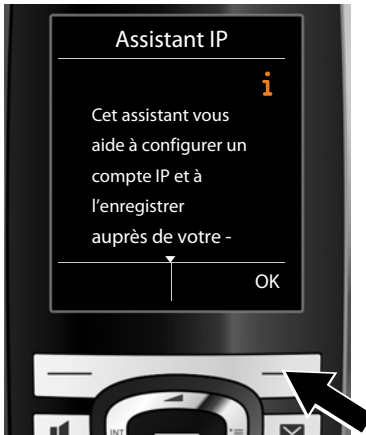 Assistant IP
i
Cet assistant vous
aide à configurer un
compte IP et à
l'enregistrer
auprès de votre -
OK
INT